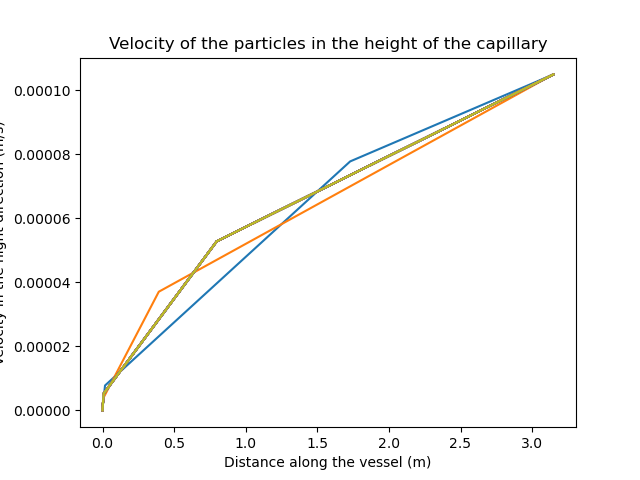 Velocity of the particles in the height of the capillary
Velocity in the hight direction (m/s)
0.00010
0.00008
0.00006
0.00004
0.00002
0.00000
0.0 0.5 1.0 1.5 2.0 2.5 3.0
Distance along the vessel (m)